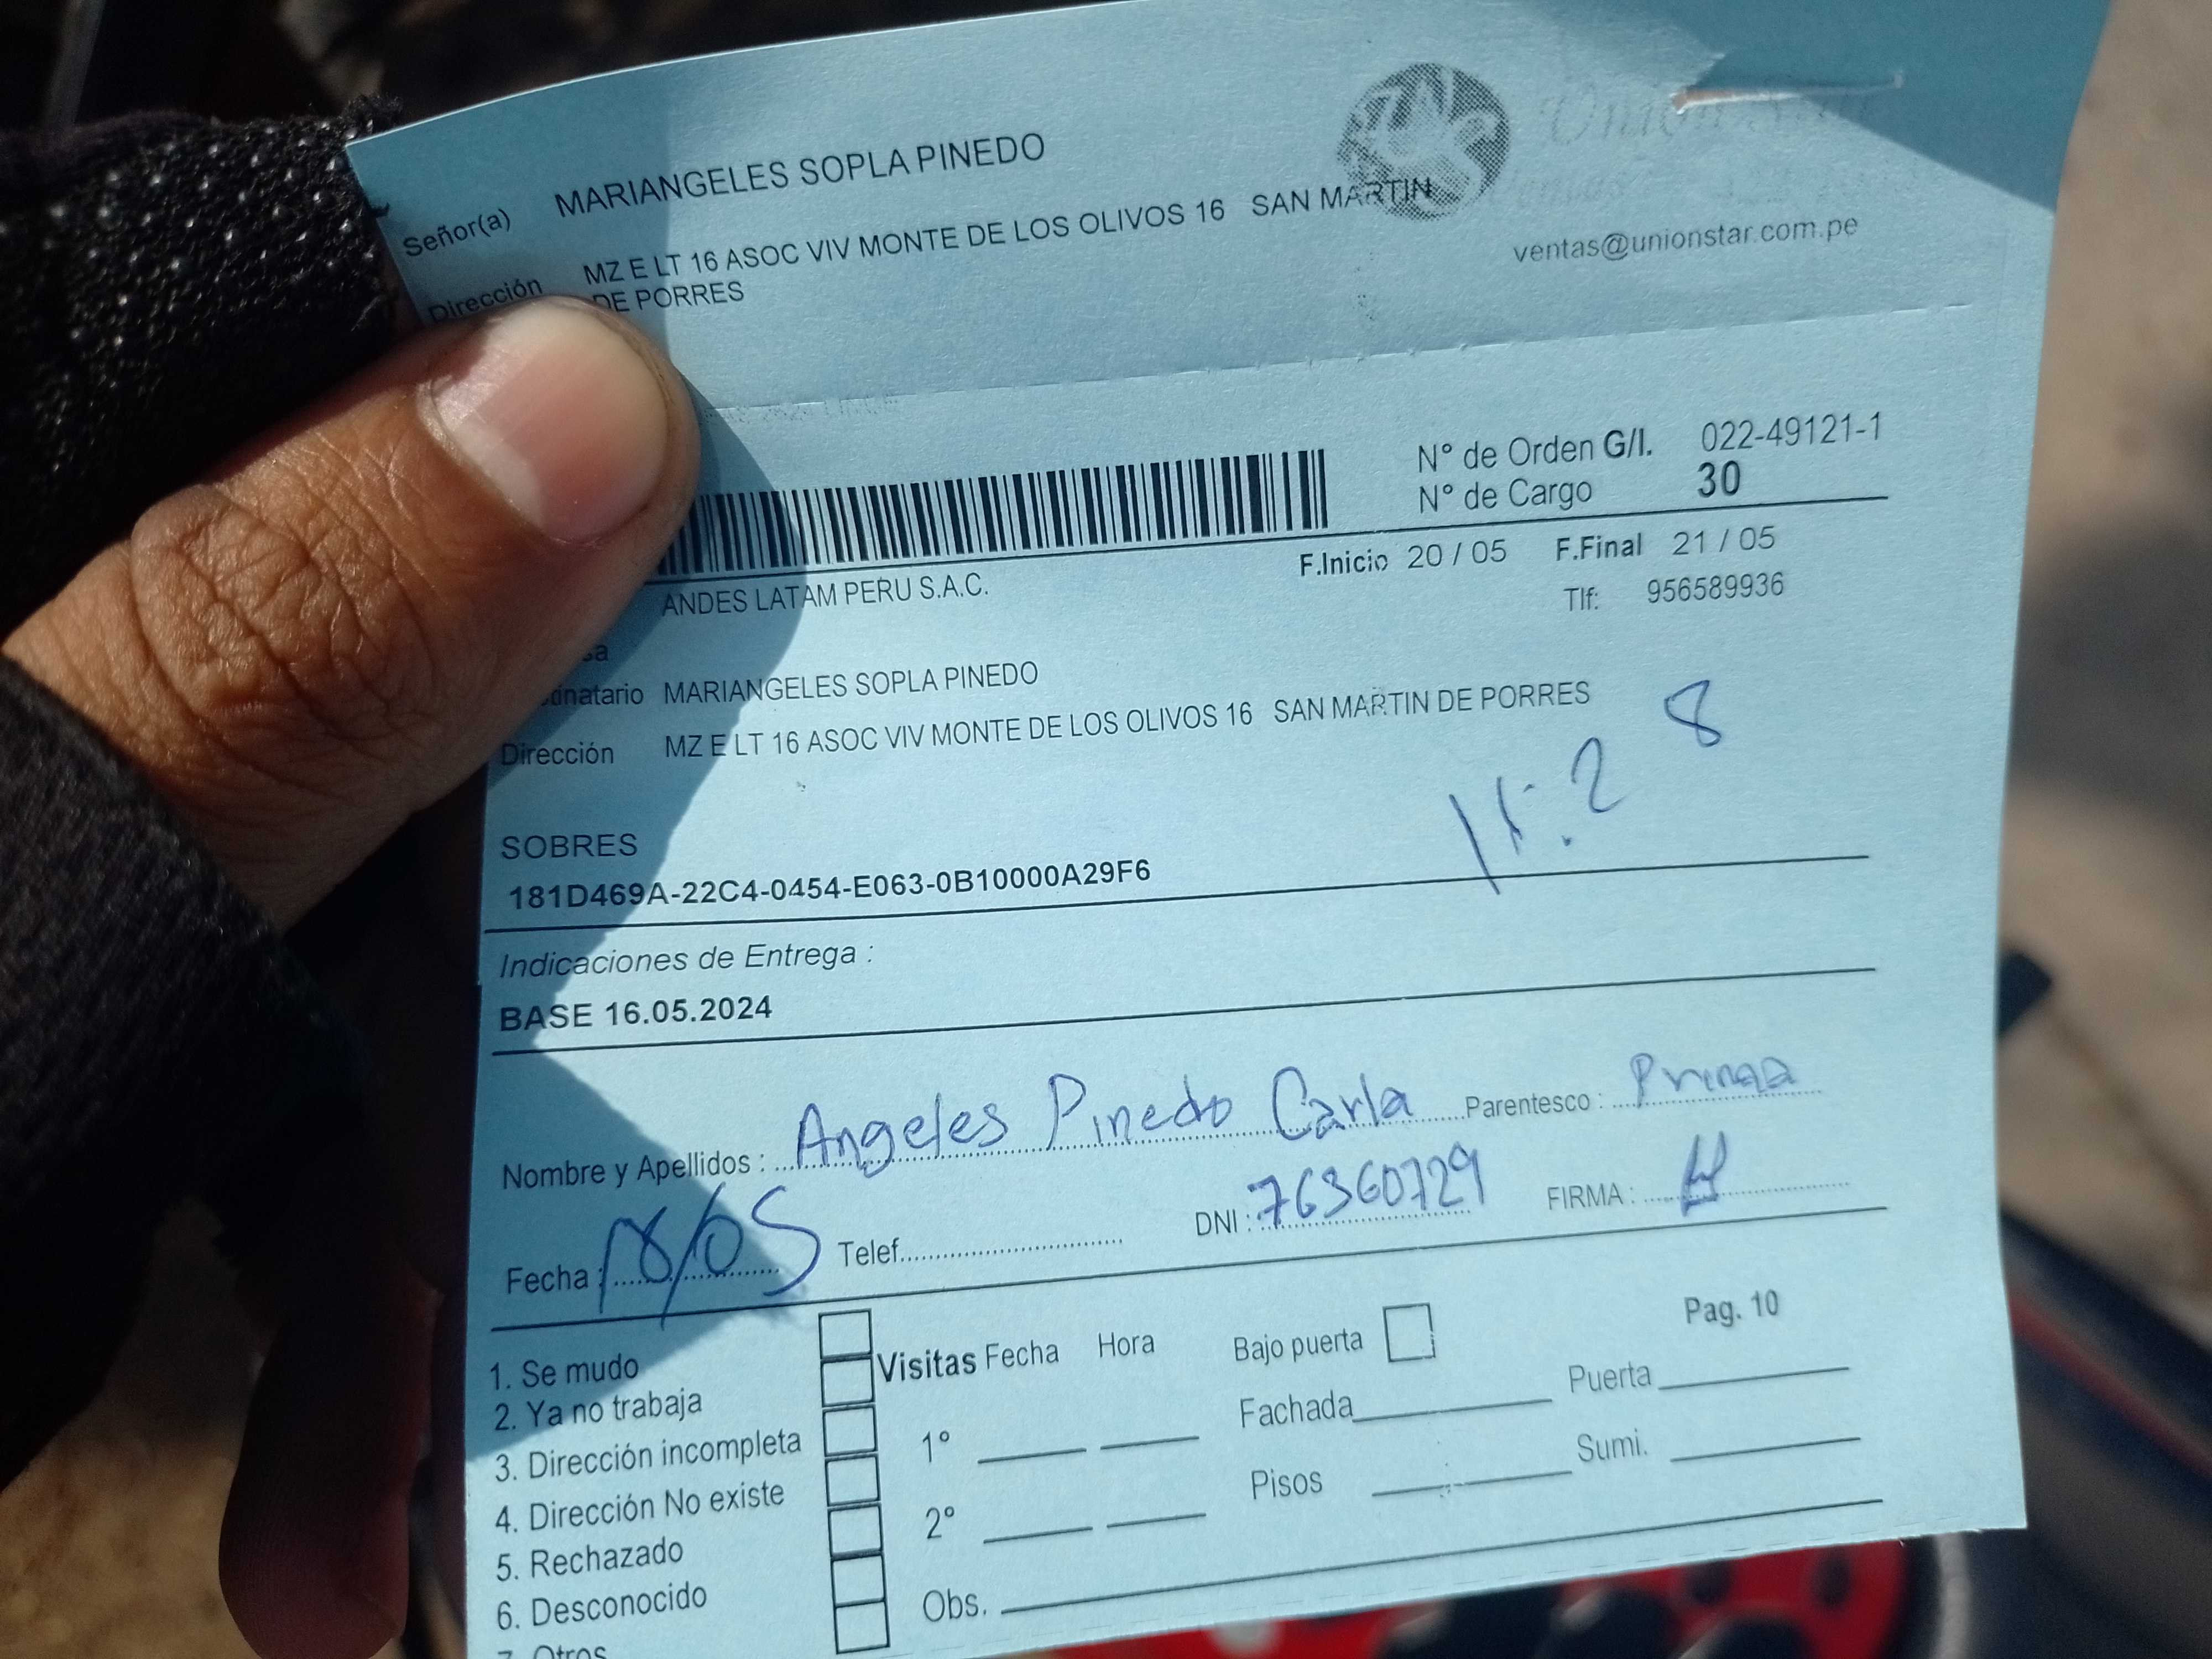 Señor(a) MARIANGELES SOPLA PINEDO
Dirección MZ E LT 16 ASOC VIV MONTE DE LOS OLIVOS 16 SAN MARTIN
DE PORRES
Union Star
ventas@unionstar.com.pe
N° de Orden G/I. 022-49121-1
N° de Cargo 30
F.Inicio 20 / 05 F.Final 21 / 05
ANDES LATAM PERU S.A.C.
Tlf: 956589936
MARIANGELES SOPLA PINEDO
Dirección MZ E LT 16 ASOC VIV MONTE DE LOS OLIVOS 16 SAN MARTIN DE PORRES
SOBRES
181D469A-22C4-0454-E063-0B10000A29F6
Indicaciones de Entrega :
BASE 16.05.2024
Nombre y Apellidos : Angeles Pinedo Carla Parentesco : Prima
Fecha : 18/05 Telef. DNI : 76360729 FIRMA :
1. Se mudo
2. Ya no trabaja
3. Dirección incompleta
4. Dirección No existe
5. Rechazado
6. Desconocido
7. Otros
Visitas Fecha Hora
1°
2°
Obs.
Bajo puerta
Pag. 10
Fachada Puerta
Pisos Sumi.